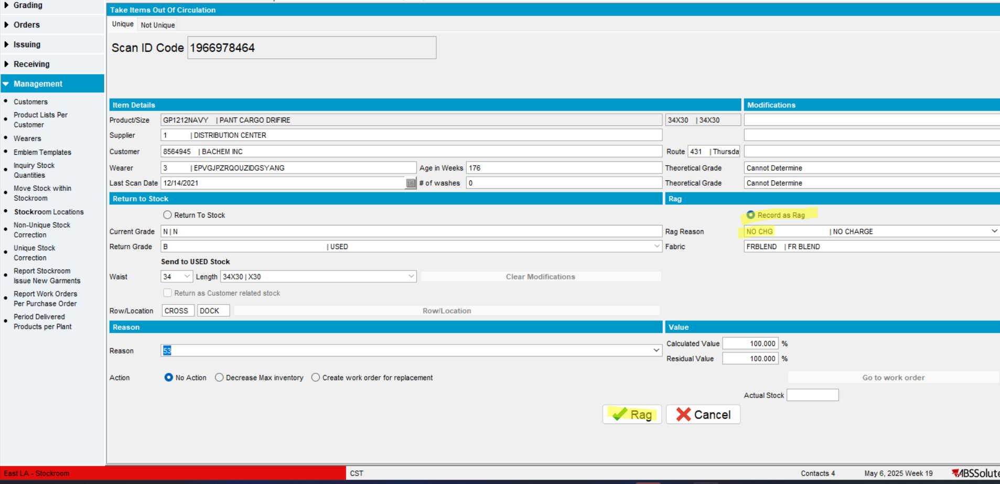 Grading
Orders
Issuing
Receiving
Management
Customers
Product Lists Per
Customer
Wearers
Emblem Templates
Inquiry Stock
Quantities
Move Stock within
Stockroom
Stockroom Locations
Non-Unique Stock
Correction
Unique Stock
Correction
Report Stockroom
Issue New Garments
Report Work Orders
Per Purchase Order
Period Delivered
Products per Plant
Take Items Out Of Circulation
Unique Not Unique
Scan ID Code 1966978464
Item Details Modifications
Product/Size GP1212NAVY | PANT CARGO DRIFIRE 34X30 | 34X30
Supplier 1 | DISTRIBUTION CENTER
Customer 8564945 | BACHEM INC Route 431 | Thursda
Wearer 3 | EPVGJPZRQOUZIDGSYANG Age in Weeks 176 Theoretical Grade Cannot Determine
Last Scan Date 12/14/2021 16 # of washes 0 Theoretical Grade Cannot Determine
Return to Stock Rag
Return To Stock Record as Rag
Current Grade N | N Rag Reason NO CHG | NO CHARGE
Return Grade B | USED Fabric FRBLEND | FR BLEND
Send to USED Stock
Waist 34 Length 34X30 | X30 Clear Modifications
Return as Customer related stock
Row/Location CROSS DOCK Row/Location
Reason Value
Calculated Value 100.000 %
Reason 53
Residual Value 100.000 %
Action No Action Decrease Max inventory Create work order for replacement Go to work order
Actual Stock
Rag Cancel
East LA - Stockroom CST Contacts 4 May 6, 2025 Week 19 ABSSolute